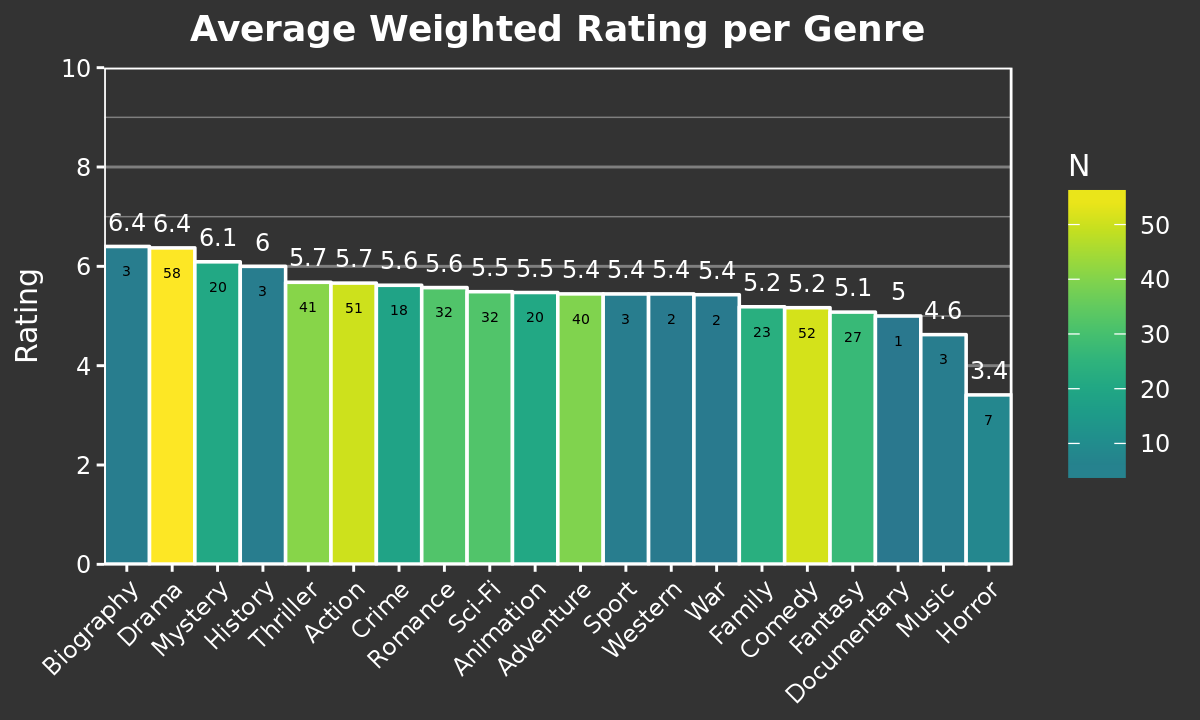 Average Weighted Rating per Genre
Rating
10
8
6
4
2
0
6.4 6.4 6.1 6 5.7 5.7 5.6 5.6 5.5 5.5 5.4 5.4 5.4 5.4 5.2 5.2 5.1 5 4.6 3.4
3 58 20 3 41 51 18 32 32 20 40 3 2 2 23 52 27 1 3 7
Biography Drama Mystery History Thriller Action Crime Romance Sci-Fi Animation Adventure Sport Western War Family Comedy Fantasy Documentary Music Horror
N
50
40
30
20
10